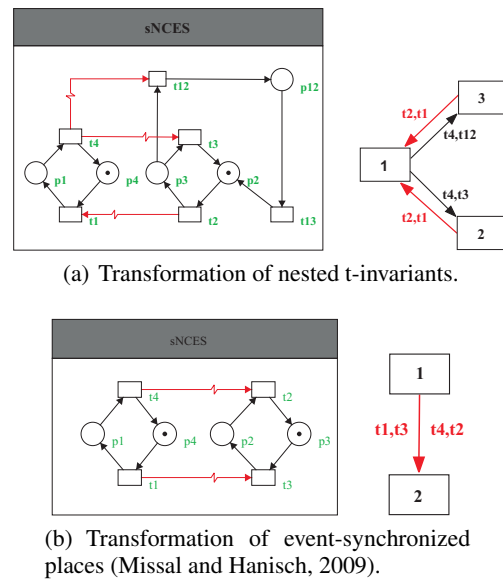 sNCES
t12
p12
t4
t3
p1
p4
p3
p2
t1
t2
t13
3
t2,t1
t4,t12
1
t4,t3
t2,t1
2
(a) Transformation of nested t-invariants.
sNCES
t4
t2
p1
p4
p2
p3
t1
t3
1
t1,t3
t4,t2
2
(b) Transformation of event-synchronized
places (Missal and Hanisch, 2009).